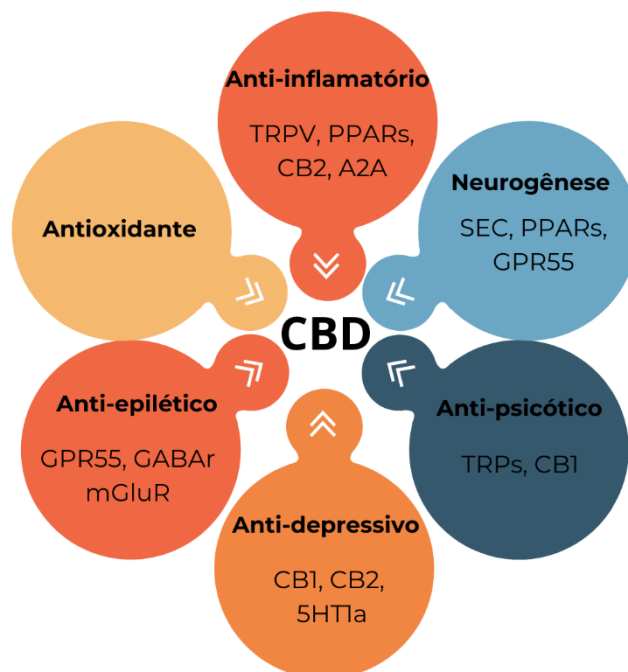 Anti-inflamatório
TRPV, PPARs,
CB2, A2A
Neurogênese
SEC, PPARs,
GPR55
Antioxidante
CBD
Anti-epilético
GPR55, GABAr
mGluR
Anti-psicótico
TRPs, CB1
Anti-depressivo
CB1, CB2,
5HT1a